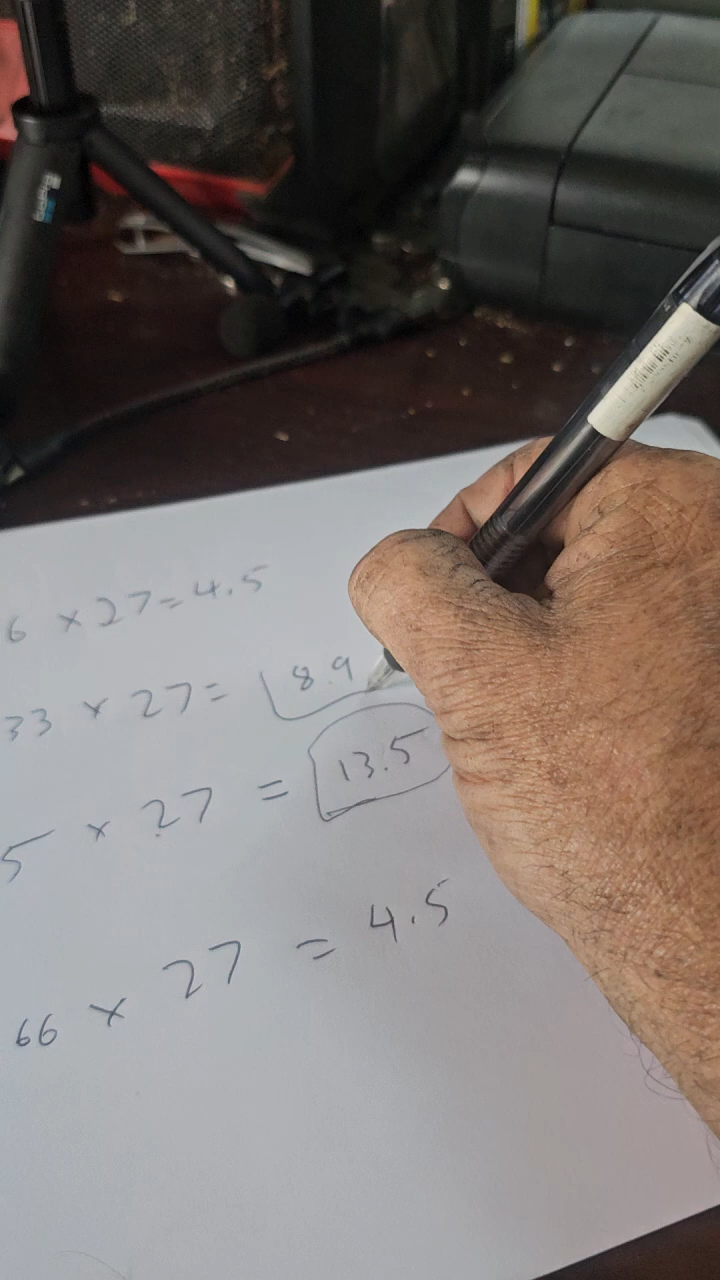 6 × 27 = 4.5
33 × 27 = 8.9
5 × 27 = 13.5
66 × 27 = 4.5